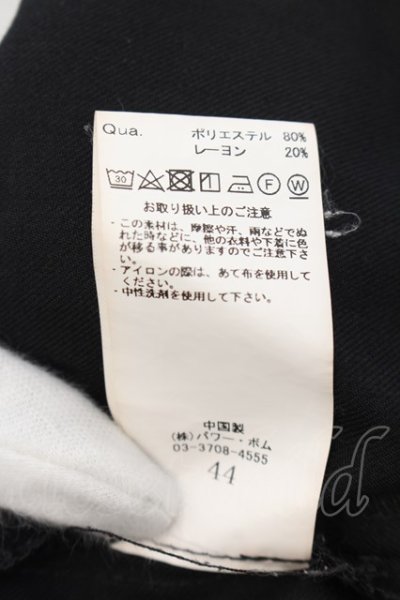 Qua. ポリエステル 80%
レーヨン 20%
30 F W
お取り扱い上のご注意
・この素材は、摩擦や汗、雨などでぬ
れた時などに、他の衣料や下着に色
が移る事がありますのでご注意下さい。
・アイロンの際は、あて布を使用して
ください。
・中性洗剤を使用して下さい。
中国製
(株)パワー・ボム
03-3708-4555
44